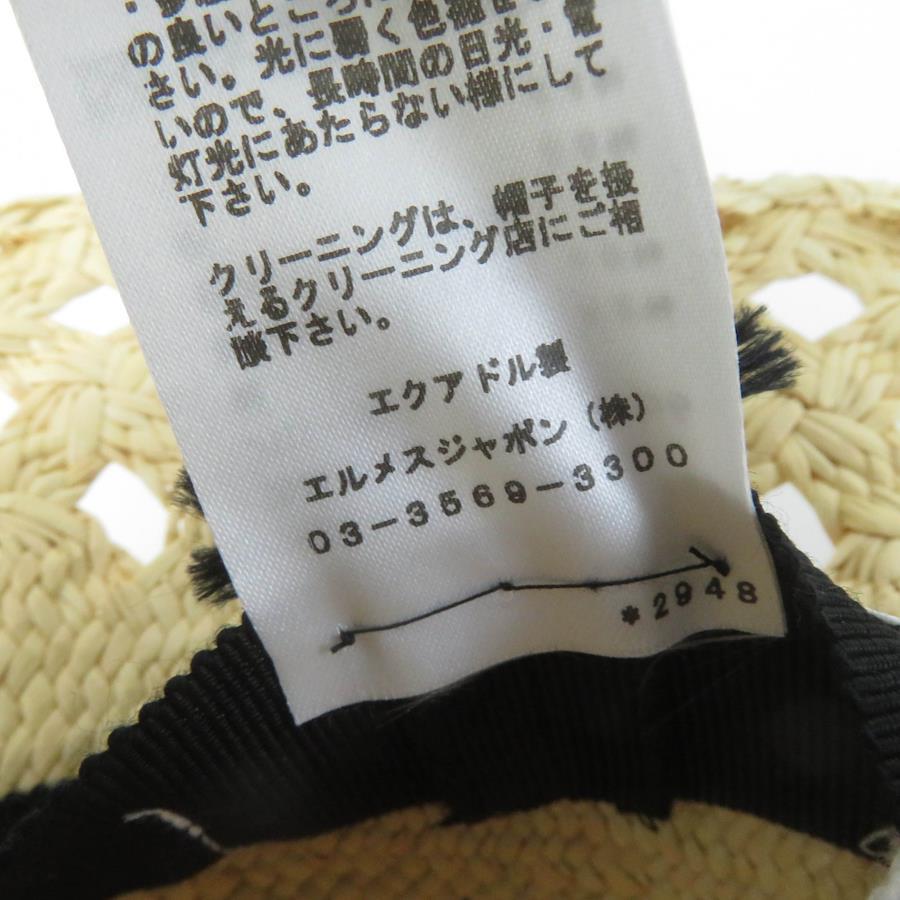 の良いところに
さい。光に弱く色褪せ
いので、長時間の日光・電
灯光にあたらない様にして
下さい。
クリーニングは、帽子を扱
えるクリーニング店にご相
談下さい。
エクアドル製
エルメスジャポン(株)
03-3569-3300
*2948